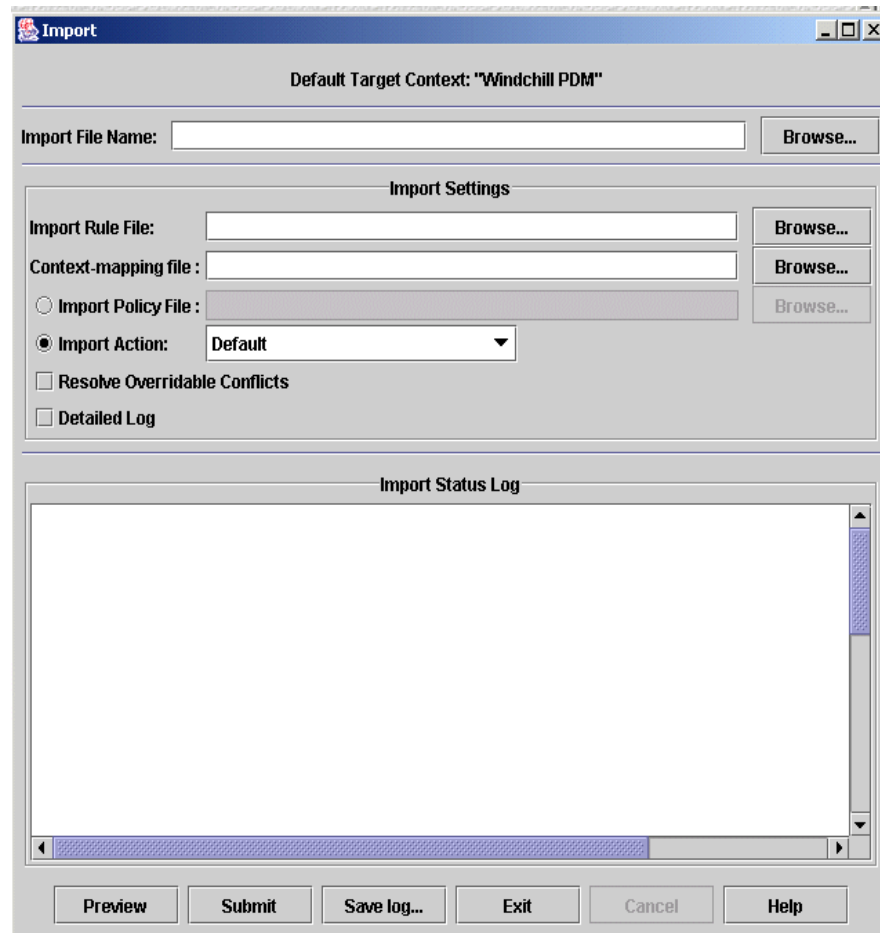 Import
Default Target Context: "Windchill PDM"
Import File Name: Browse...
Import Settings
Import Rule File: Browse...
Context-mapping file : Browse...
Import Policy File : Browse...
Import Action: Default
Resolve Overridable Conflicts
Detailed Log
Import Status Log
Preview Submit Save log... Exit Cancel Help